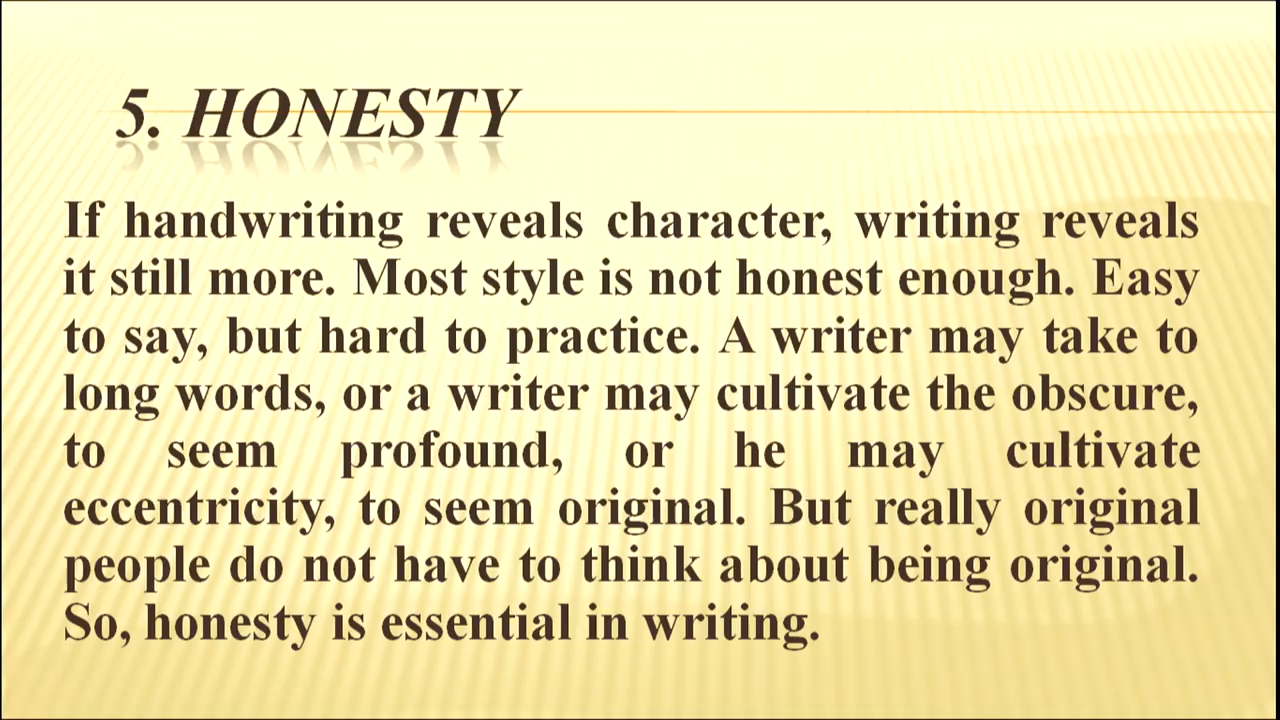 5. HONESTY
If handwriting reveals character, writing reveals
it still more. Most style is not honest enough. Easy
to say, but hard to practice. A writer may take to
long words, or a writer may cultivate the obscure,
to seem profound, or he may cultivate
eccentricity, to seem original. But really original
people do not have to think about being original.
So, honesty is essential in writing.